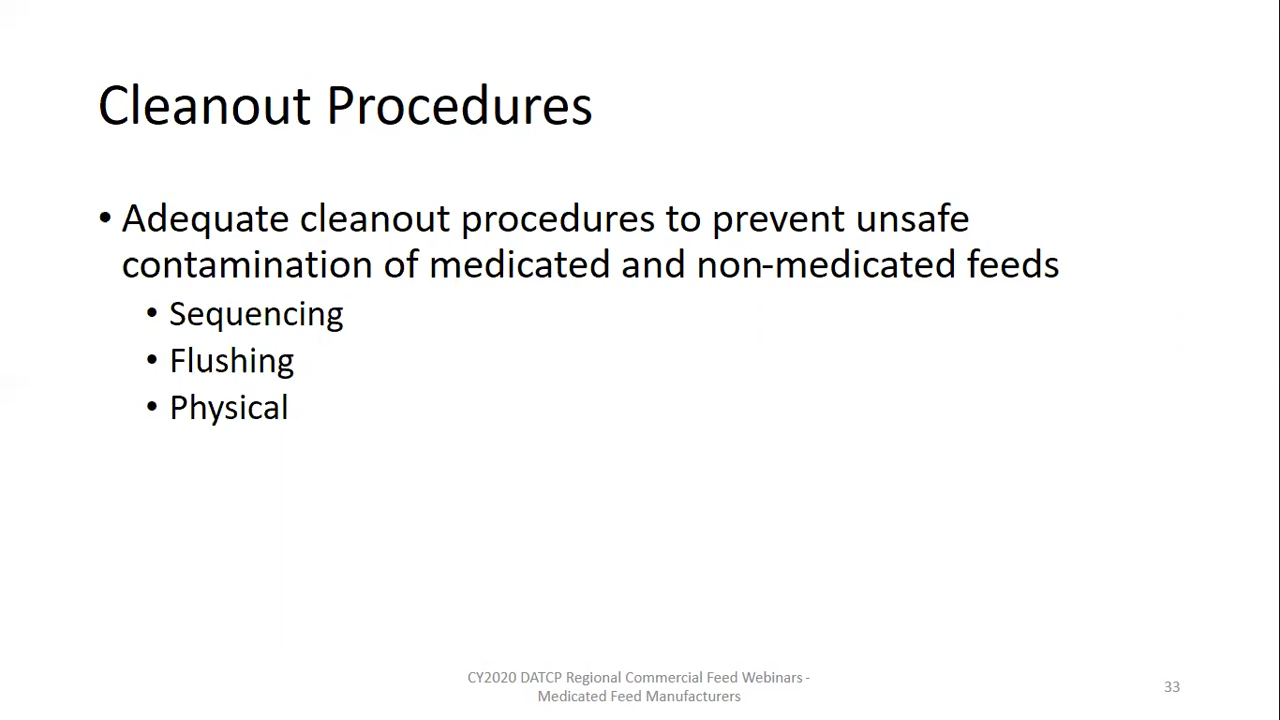 Cleanout Procedures
• Adequate cleanout procedures to prevent unsafe
contamination of medicated and non-medicated feeds
• Sequencing
• Flushing
• Physical
CY2020 DATCP Regional Commercial Feed Webinars -
Medicated Feed Manufacturers
33